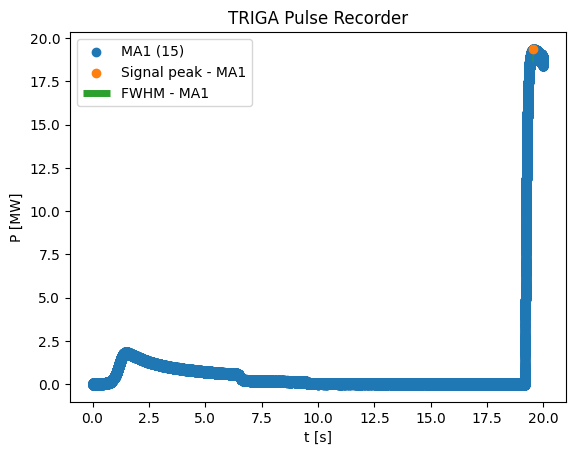 TRIGA Pulse Recorder
MA1 (15)
Signal peak - MA1
FWHM - MA1
P [MW]
20.0
17.5
15.0
12.5
10.0
7.5
5.0
2.5
0.0
0.0 2.5 5.0 7.5 10.0 12.5 15.0 17.5 20.0
t [s]